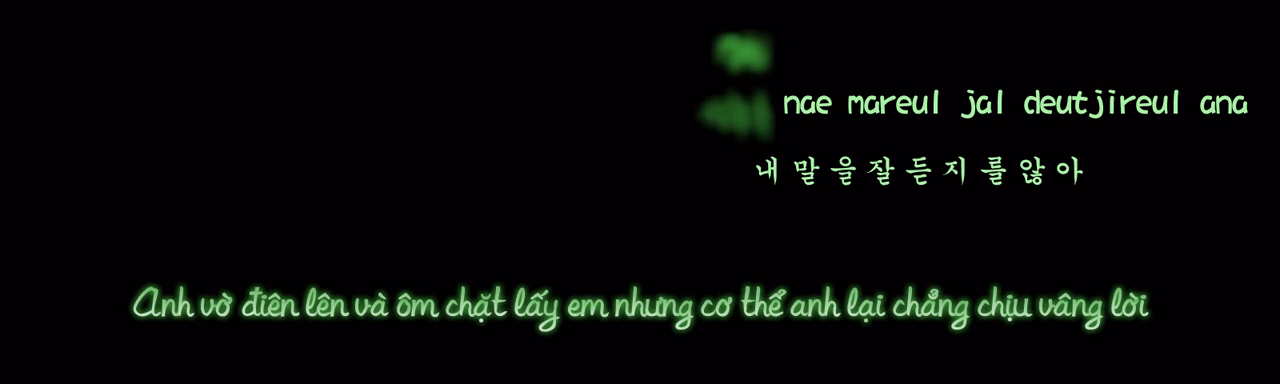 nae mareul jal deutjireul ana
내 말을 잘 듣지를 않아
Anh vờ điên lên và ôm chặt lấy em nhưng cơ thể anh lại chẳng chịu vâng lời